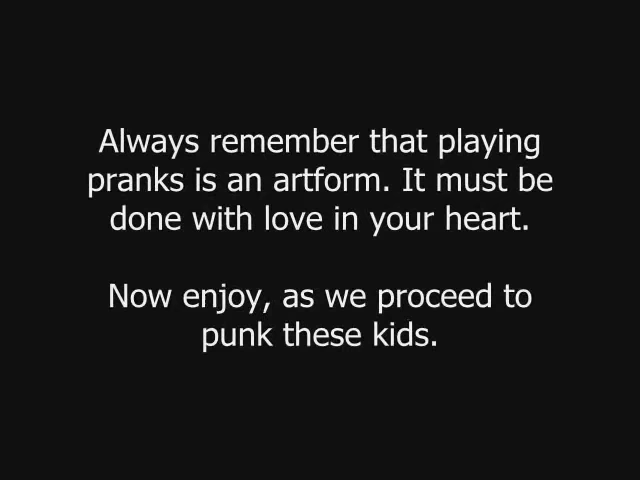 Always remember that playing
pranks is an artform. It must be
done with love in your heart.
Now enjoy, as we proceed to
punk these kids.